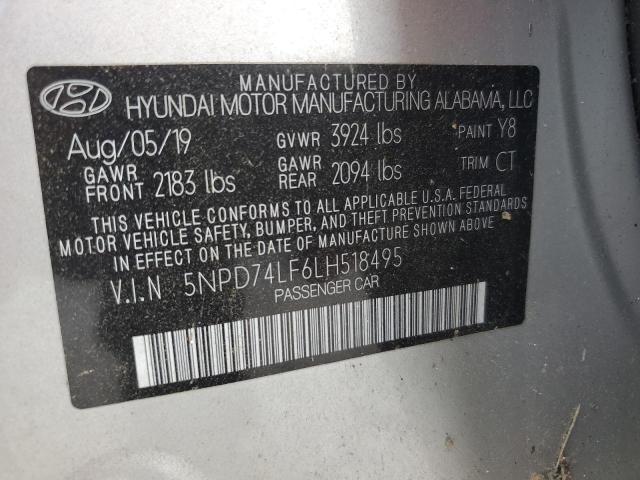 MANUFACTURED BY
HYUNDAI MOTOR MANUFACTURING ALABAMA, LLC
Aug/05/19 GVWR 3924 lbs PAINT Y8
GAWR FRONT 2183 lbs GAWR REAR 2094 lbs TRIM CT
THIS VEHICLE CONFORMS TO ALL APPLICABLE U.S.A. FEDERAL
MOTOR VEHICLE SAFETY, BUMPER, AND THEFT PREVENTION STANDARDS
IN EFFECT ON THE DATE OF MANUFACTURE SHOWN ABOVE.
V.I.N 5NPD74LF6LH518495
PASSENGER CAR